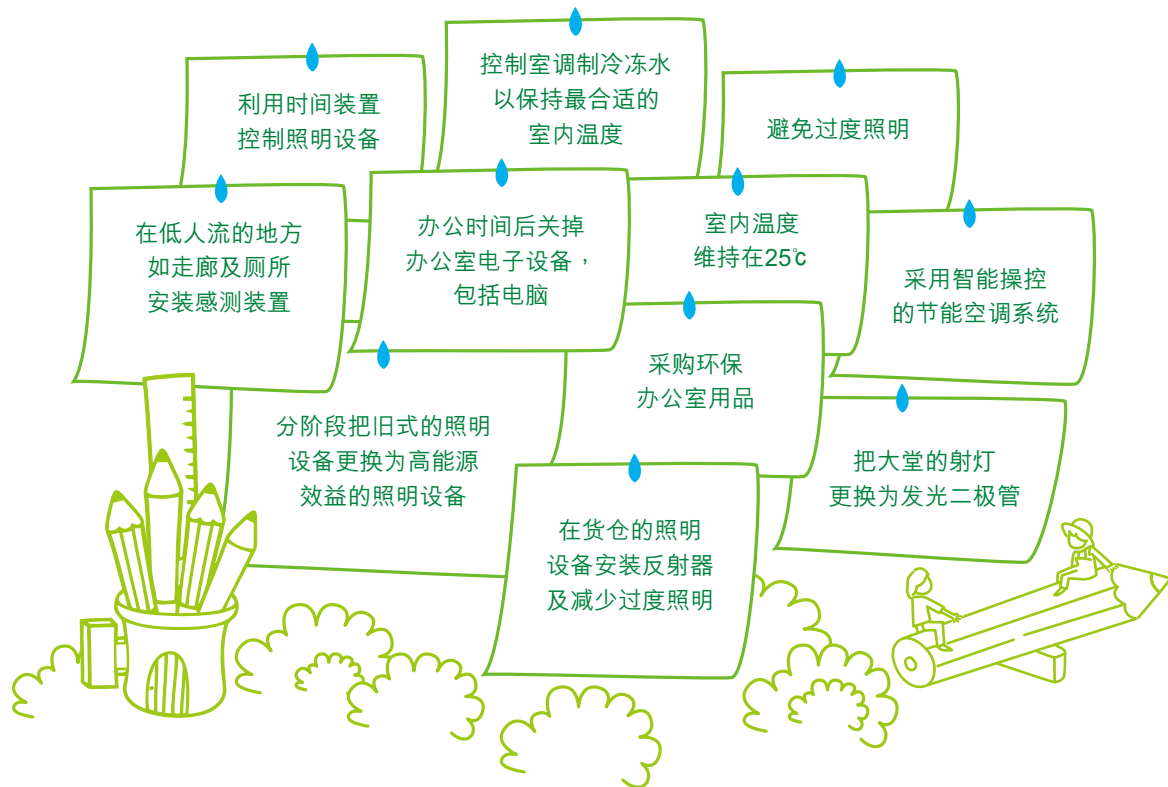 利用时间装置
控制照明设备
控制室调制冷冻水
以保持最合适的
室内温度
避免过度照明
在低人流的地方
如走廊及厕所
安装感测装置
办公时间后关掉
办公室电子设备，
包括电脑
室内温度
维持在25℃
采用智能操控
的节能空调系统
分阶段把旧式的照明
设备更换为高能源
效益的照明设备
采购环保
办公室用品
把大堂的射灯
更换为发光二极管
在货仓的照明
设备安装反射器
及减少过度照明